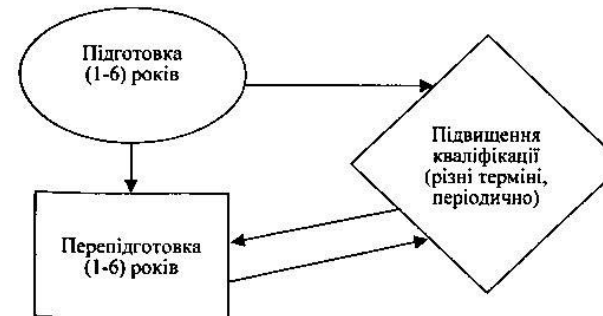 Підготовка
(1-6) років
Підвищення
кваліфікації
(різні терміні,
періодично)
Перепідготовка
(1-6) років